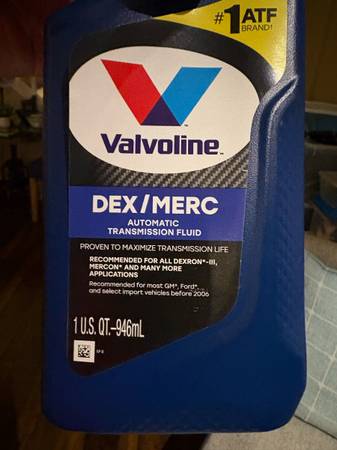 #1 ATF
BRAND†
Valvoline™
DEX/MERC
AUTOMATIC
TRANSMISSION FLUID
PROVEN TO MAXIMIZE TRANSMISSION LIFE
RECOMMENDED FOR ALL DEXRON®-III,
MERCON® AND MANY MORE
APPLICATIONS
Recommended for most GM®, Ford®,
and select import vehicles before 2006
1 U.S. QT.–946mL